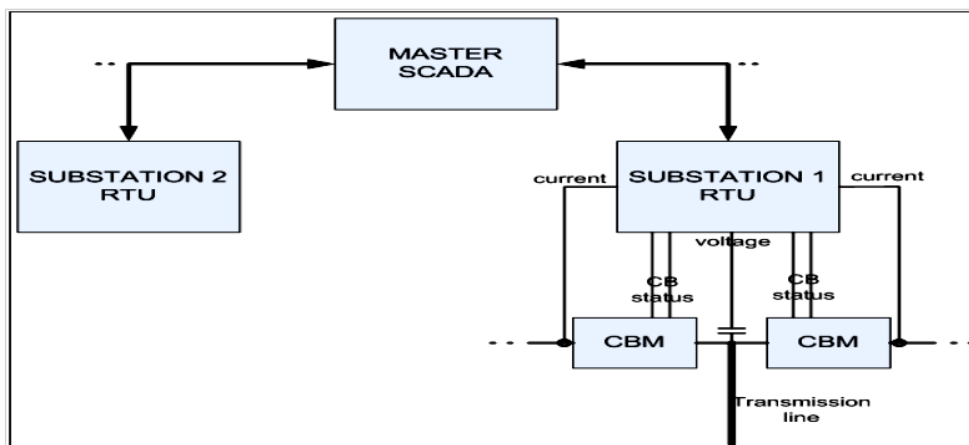 MASTER
SCADA
SUBSTATION 2
RTU
SUBSTATION 1
RTU
current
current
voltage
CB
status
CB
status
CBM
CBM
Transmission
line